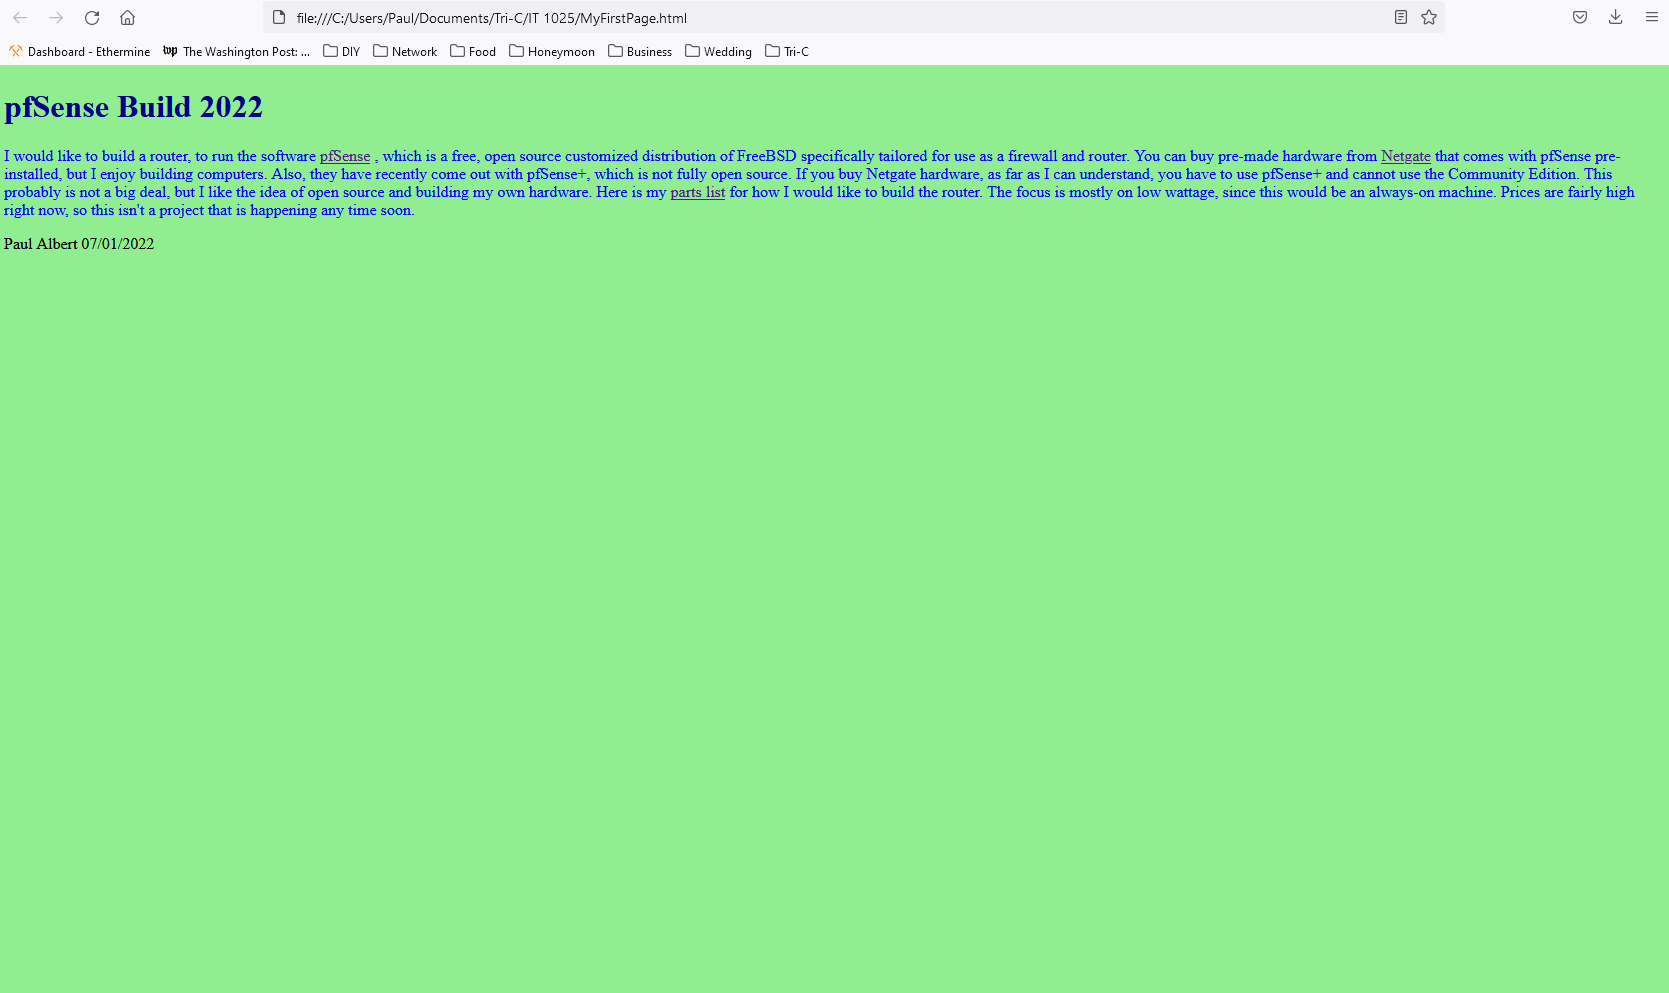 file:///C:/Users/Paul/Documents/Tri-C/IT 1025/MyFirstPage.html
Dashboard - Ethermine wp The Washington Post: ... DIY Network Food Honeymoon Business Wedding Tri-C
pfSense Build 2022
I would like to build a router, to run the software pfSense , which is a free, open source customized distribution of FreeBSD specifically tailored for use as a firewall and router. You can buy pre-made hardware from Netgate that comes with pfSense pre-
installed, but I enjoy building computers. Also, they have recently come out with pfSense+, which is not fully open source. If you buy Netgate hardware, as far as I can understand, you have to use pfSense+ and cannot use the Community Edition. This
probably is not a big deal, but I like the idea of open source and building my own hardware. Here is my parts list for how I would like to build the router. The focus is mostly on low wattage, since this would be an always-on machine. Prices are fairly high
right now, so this isn't a project that is happening any time soon.
Paul Albert 07/01/2022